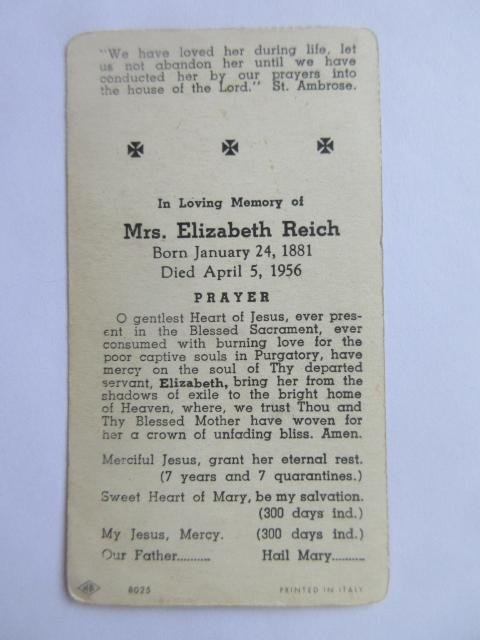 "We have loved her during life, let
us not abandon her until we have
conducted her by our prayers into
the house of the Lord." St. Ambrose.
In Loving Memory of
Mrs. Elizabeth Reich
Born January 24, 1881
Died April 5, 1956
PRAYER
O gentlest Heart of Jesus, ever pres-
ent in the Blessed Sacrament, ever
consumed with burning love for the
poor captive souls in Purgatory, have
mercy on the soul of Thy departed
servant, Elizabeth, bring her from the
shadows of exile to the bright home
of Heaven, where, we trust Thou and
Thy Blessed Mother have woven for
her a crown of unfading bliss. Amen.
Merciful Jesus, grant her eternal rest.
(7 years and 7 quarantines.)
Sweet Heart of Mary, be my salvation.
(300 days ind.)
My Jesus, Mercy. (300 days ind.)
Our Father.......... Hail Mary..........
8025 PRINTED IN ITALY